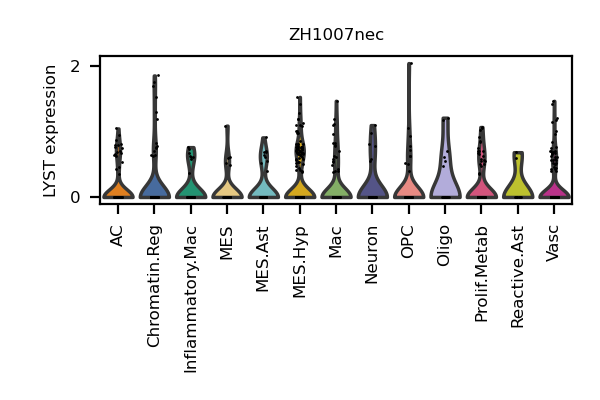 ZH1007nec
LYST expression
2
0
AC
Chromatin.Reg
Inflammatory.Mac
MES
MES.Ast
MES.Hyp
Mac
Neuron
OPC
Oligo
Prolif.Metab
Reactive.Ast
Vasc